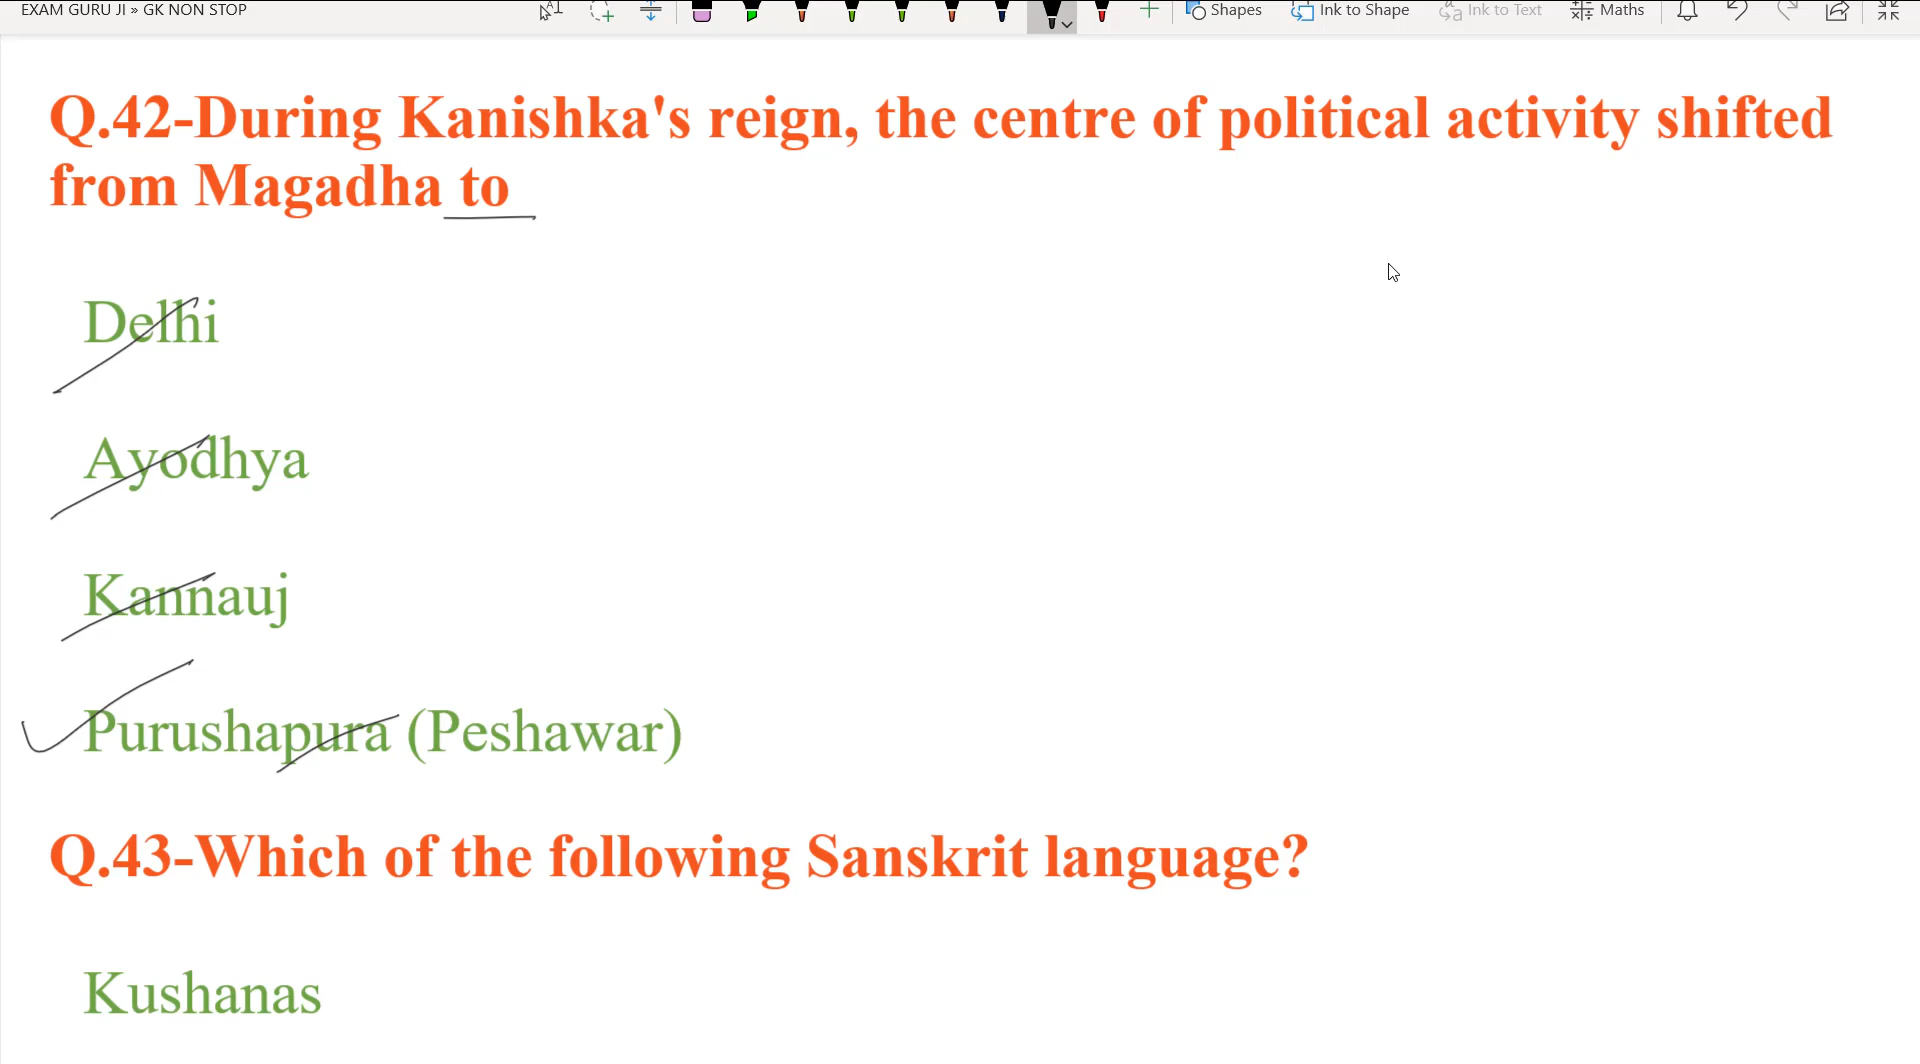 EXAM GURU JI » GK NON STOP
Shapes Ink to Shape Ink to Text Maths
Q.42-During Kanishka's reign, the centre of political activity shifted
from Magadha to
Delhi
Ayodhya
Kannauj
Purushapura (Peshawar)
Q.43-Which of the following Sanskrit language?
Kushanas